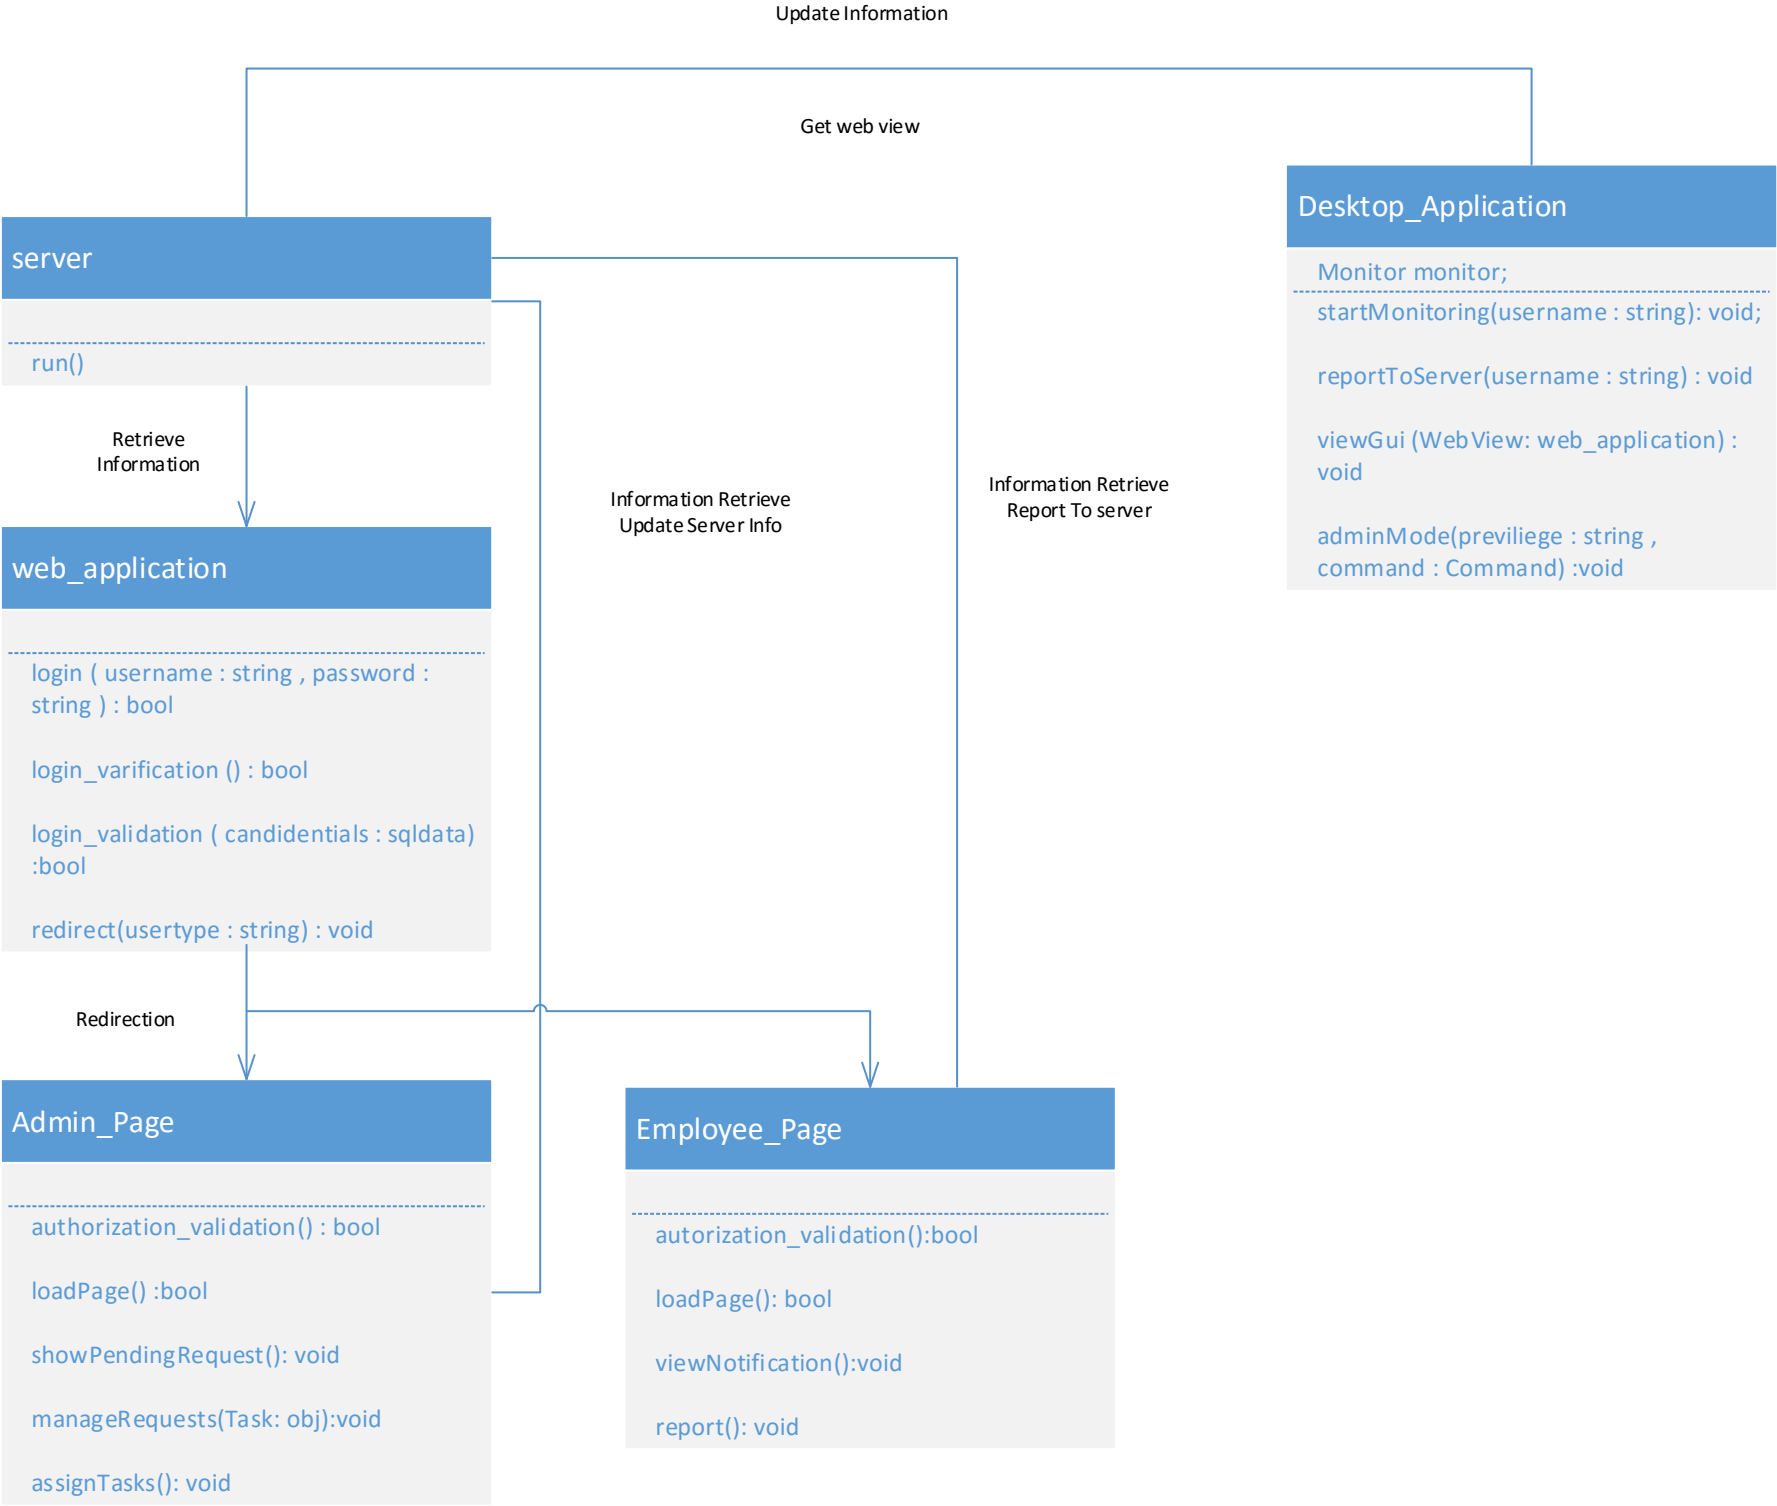 Update Information
Get web view
server
run()
Desktop_Application
Monitor monitor;
startMonitoring(username : string): void;
reportToServer(username : string) : void
viewGui (WebView: web_application) :
void
adminMode(previliege : string ,
command : Command) :void
Retrieve
Information
Information Retrieve
Update Server Info
Information Retrieve
Report To server
web_application
login ( username : string , password :
string ) : bool
login_varification () : bool
login_validation ( candidentials : sqldata)
:bool
redirect(usertype : string) : void
Redirection
Admin_Page
authorization_validation() : bool
loadPage() :bool
showPendingRequest(): void
manageRequests(Task: obj):void
assignTasks(): void
Employee_Page
autorization_validation():bool
loadPage(): bool
viewNotification():void
report(): void